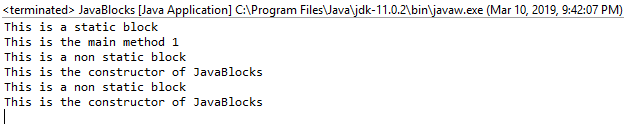 <terminated> JavaBlocks [Java Application] C:\Program Files\Java\jdk-11.0.2\bin\javaw.exe (Mar 10, 2019, 9:42:07 PM)
This is a static block
This is the main method 1
This is a non static block
This is the constructor of JavaBlocks
This is a non static block
This is the constructor of JavaBlocks